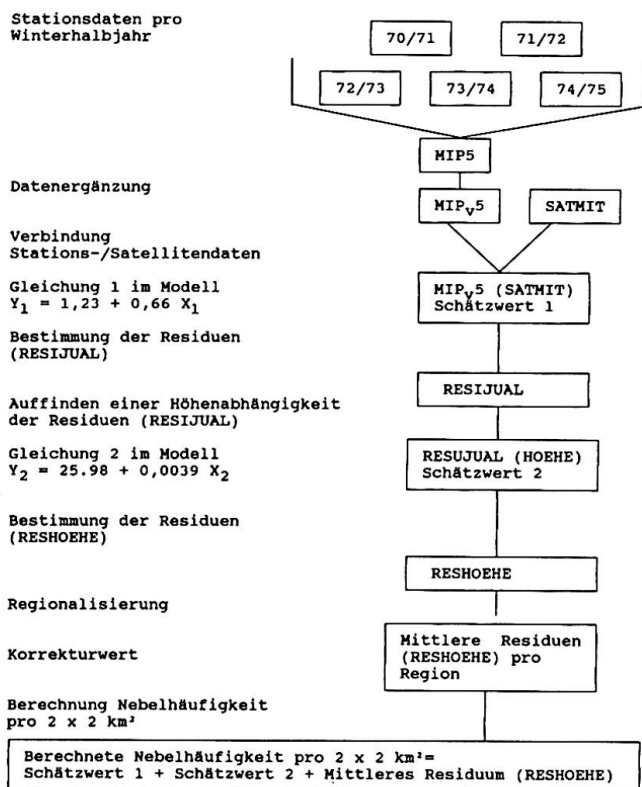 Stationsdaten pro
Winterhalbjahr
70/71
71/72
72/73
73/74
74/75
MIP5
Datenergänzung
MIPv5
SATMIT
Verbindung
Stations-/Satellitendaten
Gleichung 1 im Modell
Y1 = 1,23 + 0,66 X1
MIPv5 (SATMIT)
Schätzwert 1
Bestimmung der Residuen
(RESIJUAL)
RESIJUAL
Auffinden einer Höhenabhängigkeit
der Residuen (RESIJUAL)
Gleichung 2 im Modell
Y2 = 25.98 + 0,0039 X2
RESUJUAL (HOEHE)
Schätzwert 2
Bestimmung der Residuen
(RESHOEHE)
RESHOEHE
Regionalisierung
Korrekturwert
Mittlere Residuen
(RESHOEHE) pro
Region
Berechnung Nebelhäufigkeit
pro 2 x 2 km²
Berechnete Nebelhäufigkeit pro 2 x 2 km²=
Schätzwert 1 + Schätzwert 2 + Mittleres Residuum (RESHOEHE)